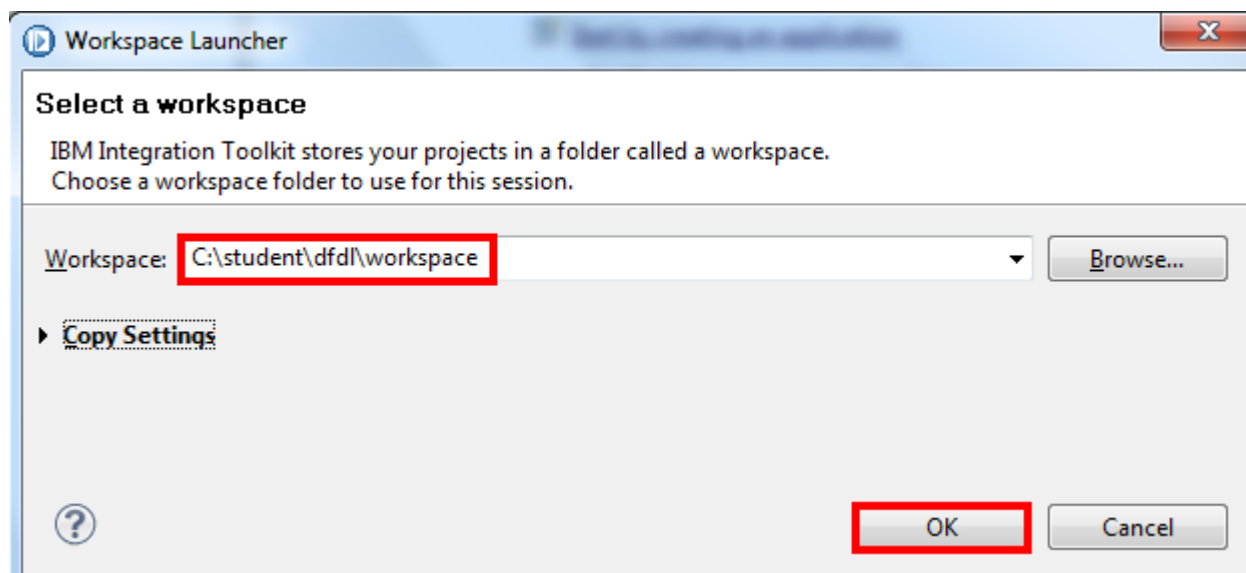 Workspace Launcher
Select a workspace
IBM Integration Toolkit stores your projects in a folder called a workspace.
Choose a workspace folder to use for this session.
Workspace: C:\student\dfdl\workspace Browse...
Copy Settings
OK Cancel